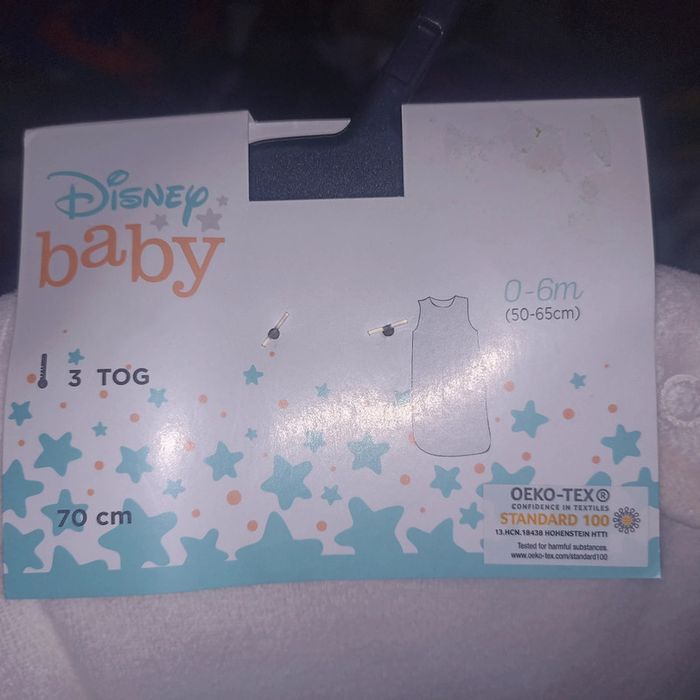 Disney
baby
0-6m
(50-65cm)
3 TOG
70 cm
OEKO-TEX®
CONFIDENCE IN TEXTILES
STANDARD 100
13.HCN.18438 HOHENSTEIN HTTI
Tested for harmful substances.
www.oeko-tex.com/standard100